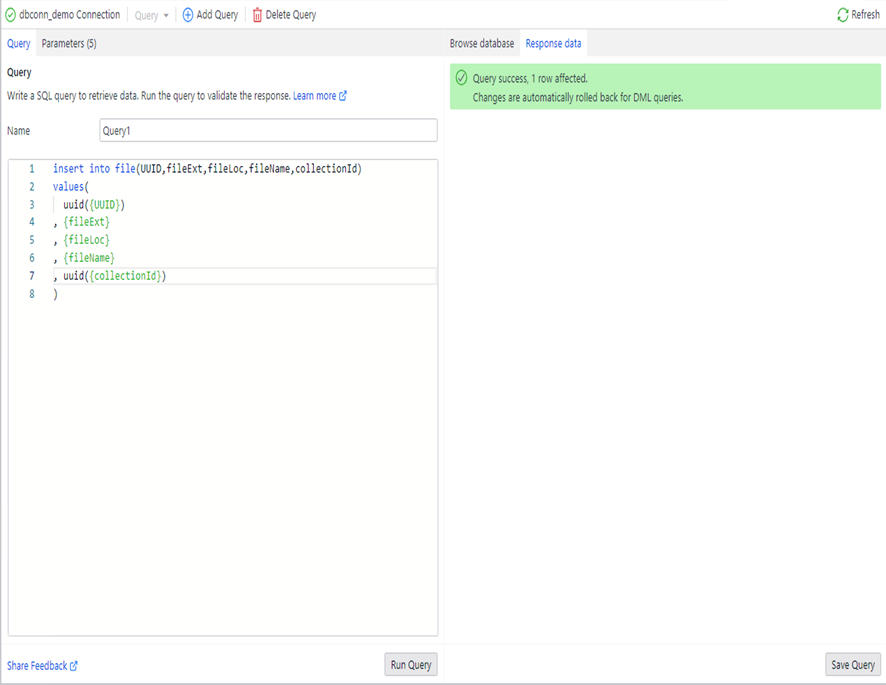 dbconn_demo Connection Query Add Query Delete Query Refresh
Query Parameters (5) Browse database Response data
Query
Write a SQL query to retrieve data. Run the query to validate the response. Learn more
Name Query1
1 insert into file(UUID,fileExt,fileLoc,fileName,collectionId)
2 values(
3 uuid({UUID})
4 , {fileExt}
5 , {fileLoc}
6 , {fileName}
7 , uuid({collectionId})
8 )
Query success, 1 row affected.
Changes are automatically rolled back for DML queries.
Share Feedback Run Query Save Query